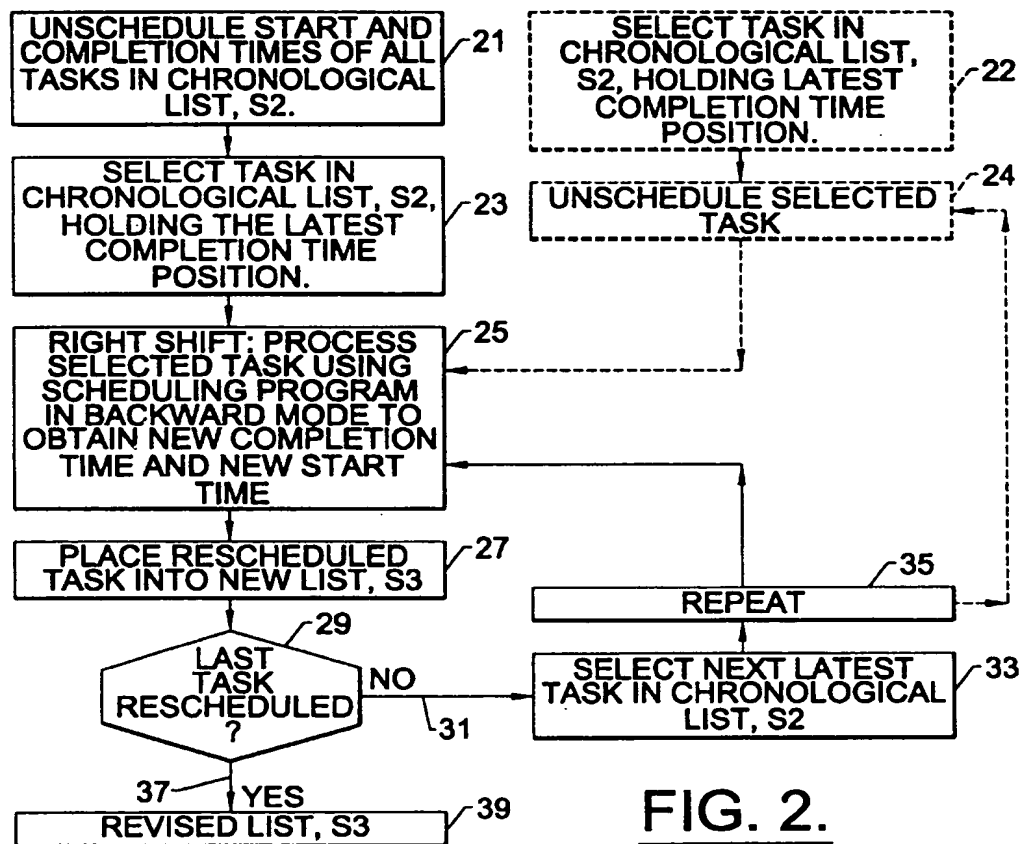 UNSCHEDULE START AND
COMPLETION TIMES OF ALL
TASKS IN CHRONOLOGICAL
LIST, S2.
21
SELECT TASK IN
CHRONOLOGICAL LIST,
S2, HOLDING LATEST
COMPLETION TIME
POSITION.
22
SELECT TASK IN
CHRONOLOGICAL LIST, S2,
HOLDING THE LATEST
COMPLETION TIME
POSITION.
23
UNSCHEDULE SELECTED
TASK
24
RIGHT SHIFT: PROCESS
SELECTED TASK USING
SCHEDULING PROGRAM
IN BACKWARD MODE TO
OBTAIN NEW COMPLETION
TIME AND NEW START
TIME
25
PLACE RESCHEDULED
TASK INTO NEW LIST, S3
27
LAST
TASK
RESCHEDULED
?
29
NO
31
REPEAT
35
SELECT NEXT LATEST
TASK IN CHRONOLOGICAL
LIST, S2
33
37
YES
REVISED LIST, S3
39
FIG. 2.